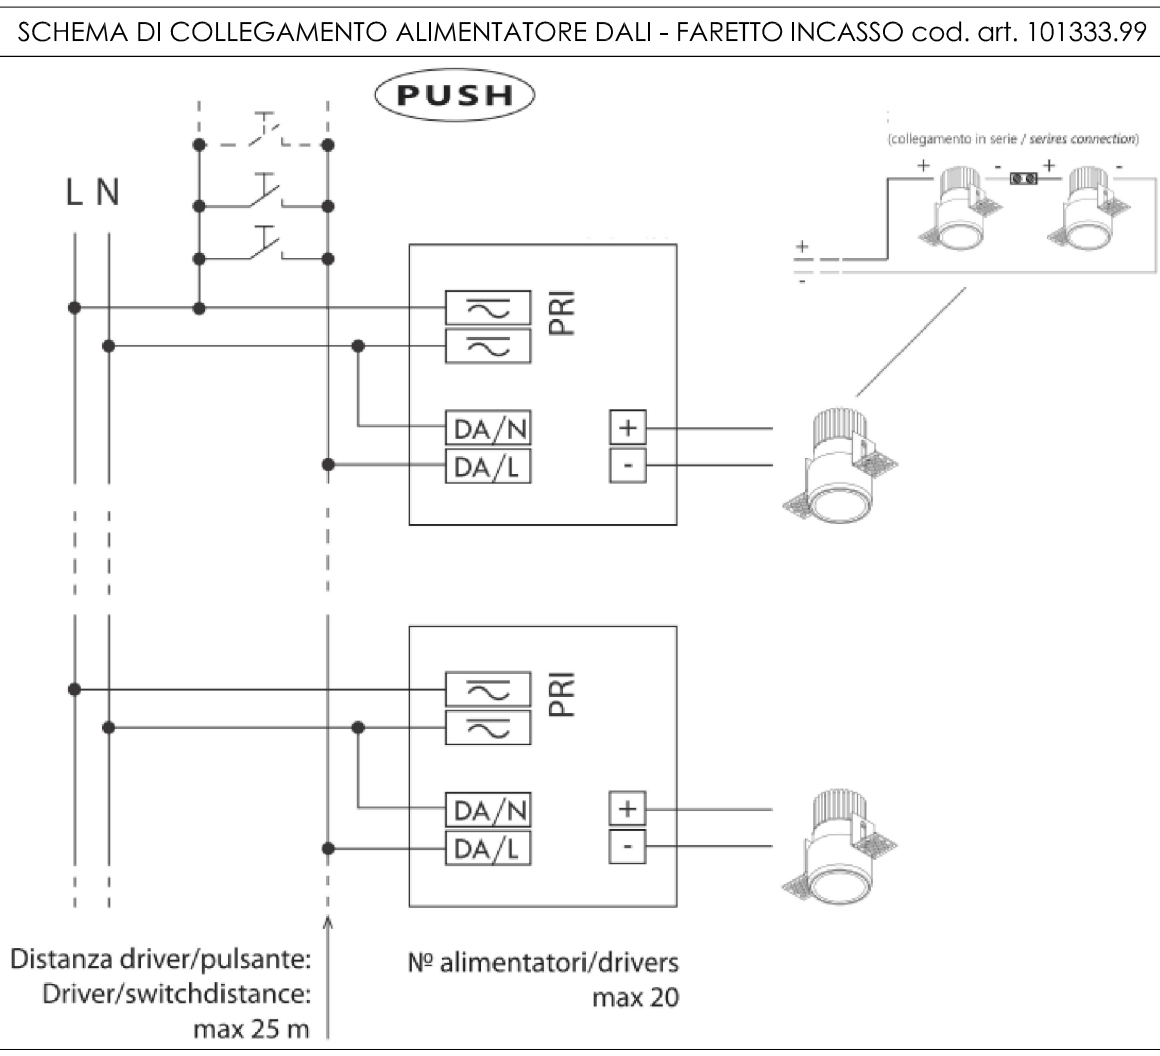 SCHEMA DI COLLEGAMENTO ALIMENTATORE DALI - FARETTO INCASSO cod. art. 101333.99
PUSH
(collegamento in serie / serires connection)
+ - + -
L N
+
-
PRI
DA/N +
DA/L -
PRI
DA/N +
DA/L -
Distanza driver/pulsante:
Driver/switchdistance:
max 25 m
Nº alimentatori/drivers
max 20